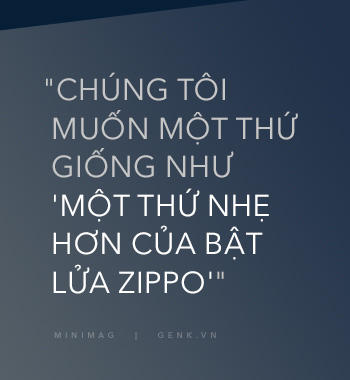 "CHÚNG TÔI
MUỐN MỘT THỨ
GIỐNG NHƯ
'MỘT THỨ NHẸ
HƠN CỦA BẬT
LỬA ZIPPO'"
MINIMAG | GENK.VN